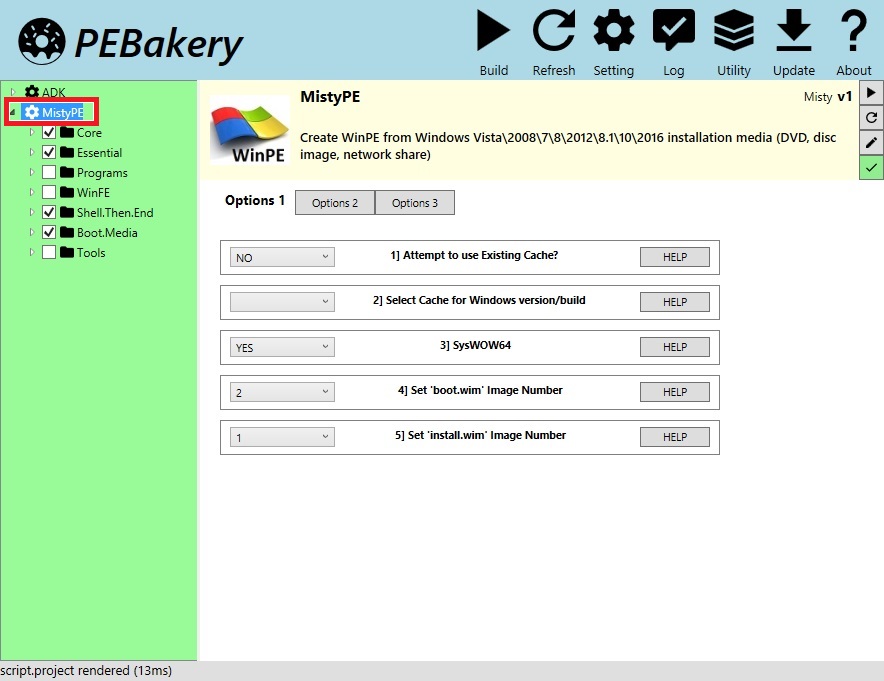 PEBakery
Build
Refresh
Setting
Log
Utility
Update
About
ADK
MistyPE
Core
Essential
Programs
WinFE
Shell.Then.End
Boot.Media
Tools
WinPE
MistyPE
Misty v1
Create WinPE from Windows Vista\2008\7\8\2012\8.1\10\2016 installation media (DVD, disc
image, network share)
Options 1
Options 2
Options 3
NO
1] Attempt to use Existing Cache?
HELP
2] Select Cache for Windows version/build
HELP
YES
3] SysWOW64
HELP
2
4] Set 'boot.wim' Image Number
HELP
1
5] Set 'install.wim' Image Number
HELP
script.project rendered (13ms)